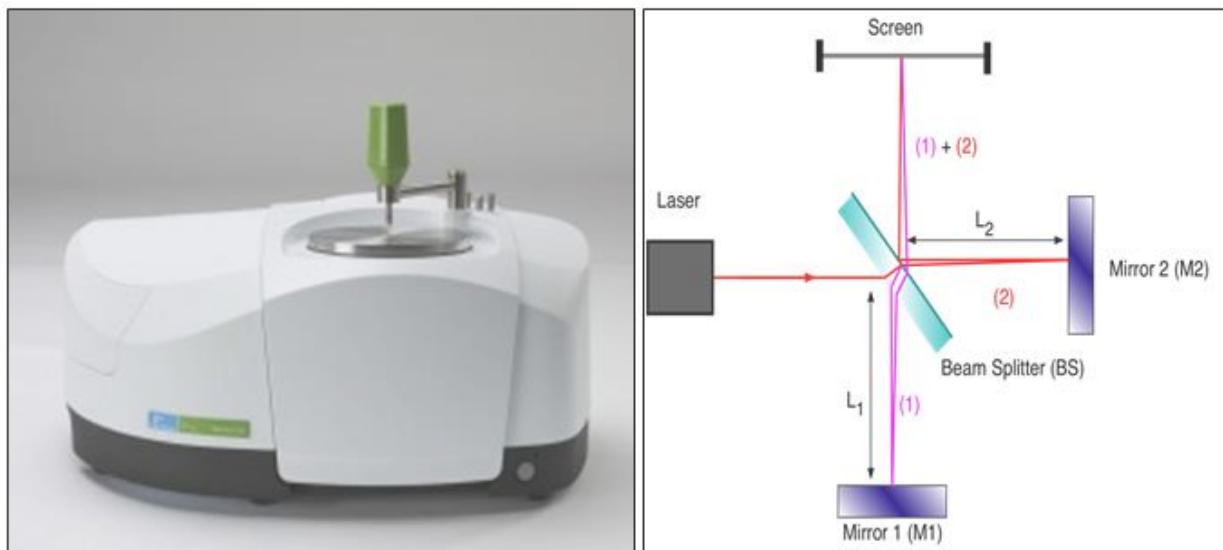 Screen
(1) + (2)
Laser
L2
Mirror 2 (M2)
(2)
Beam Splitter (BS)
L1
(1)
Mirror 1 (M1)